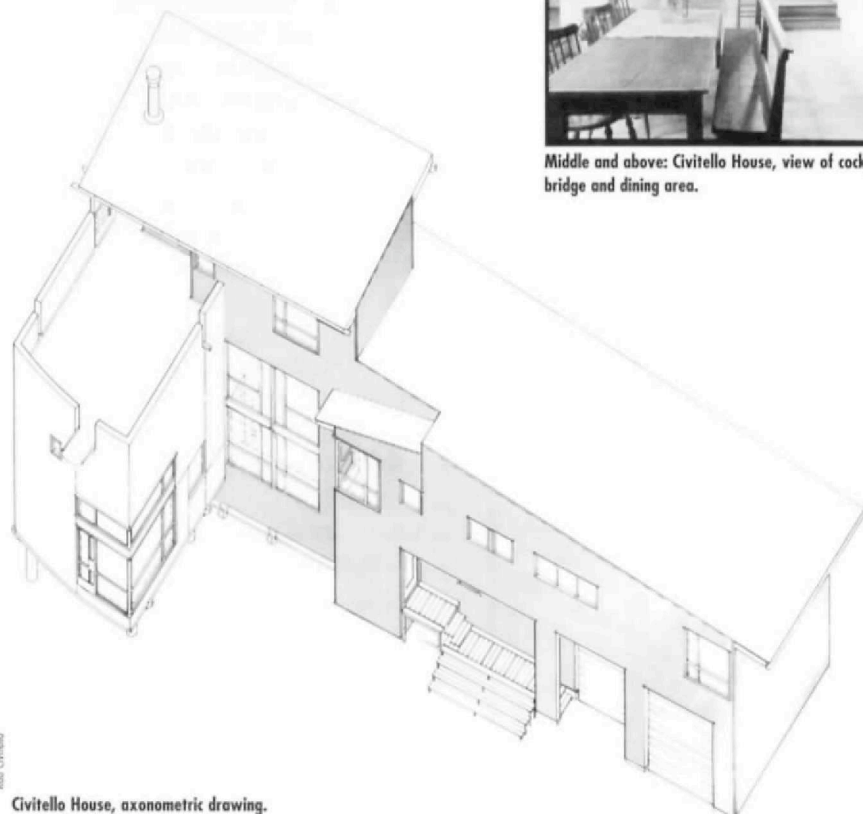 Middle and above: Civitello House, view of cock
bridge and dining area.
Civitello House, axonometric drawing.